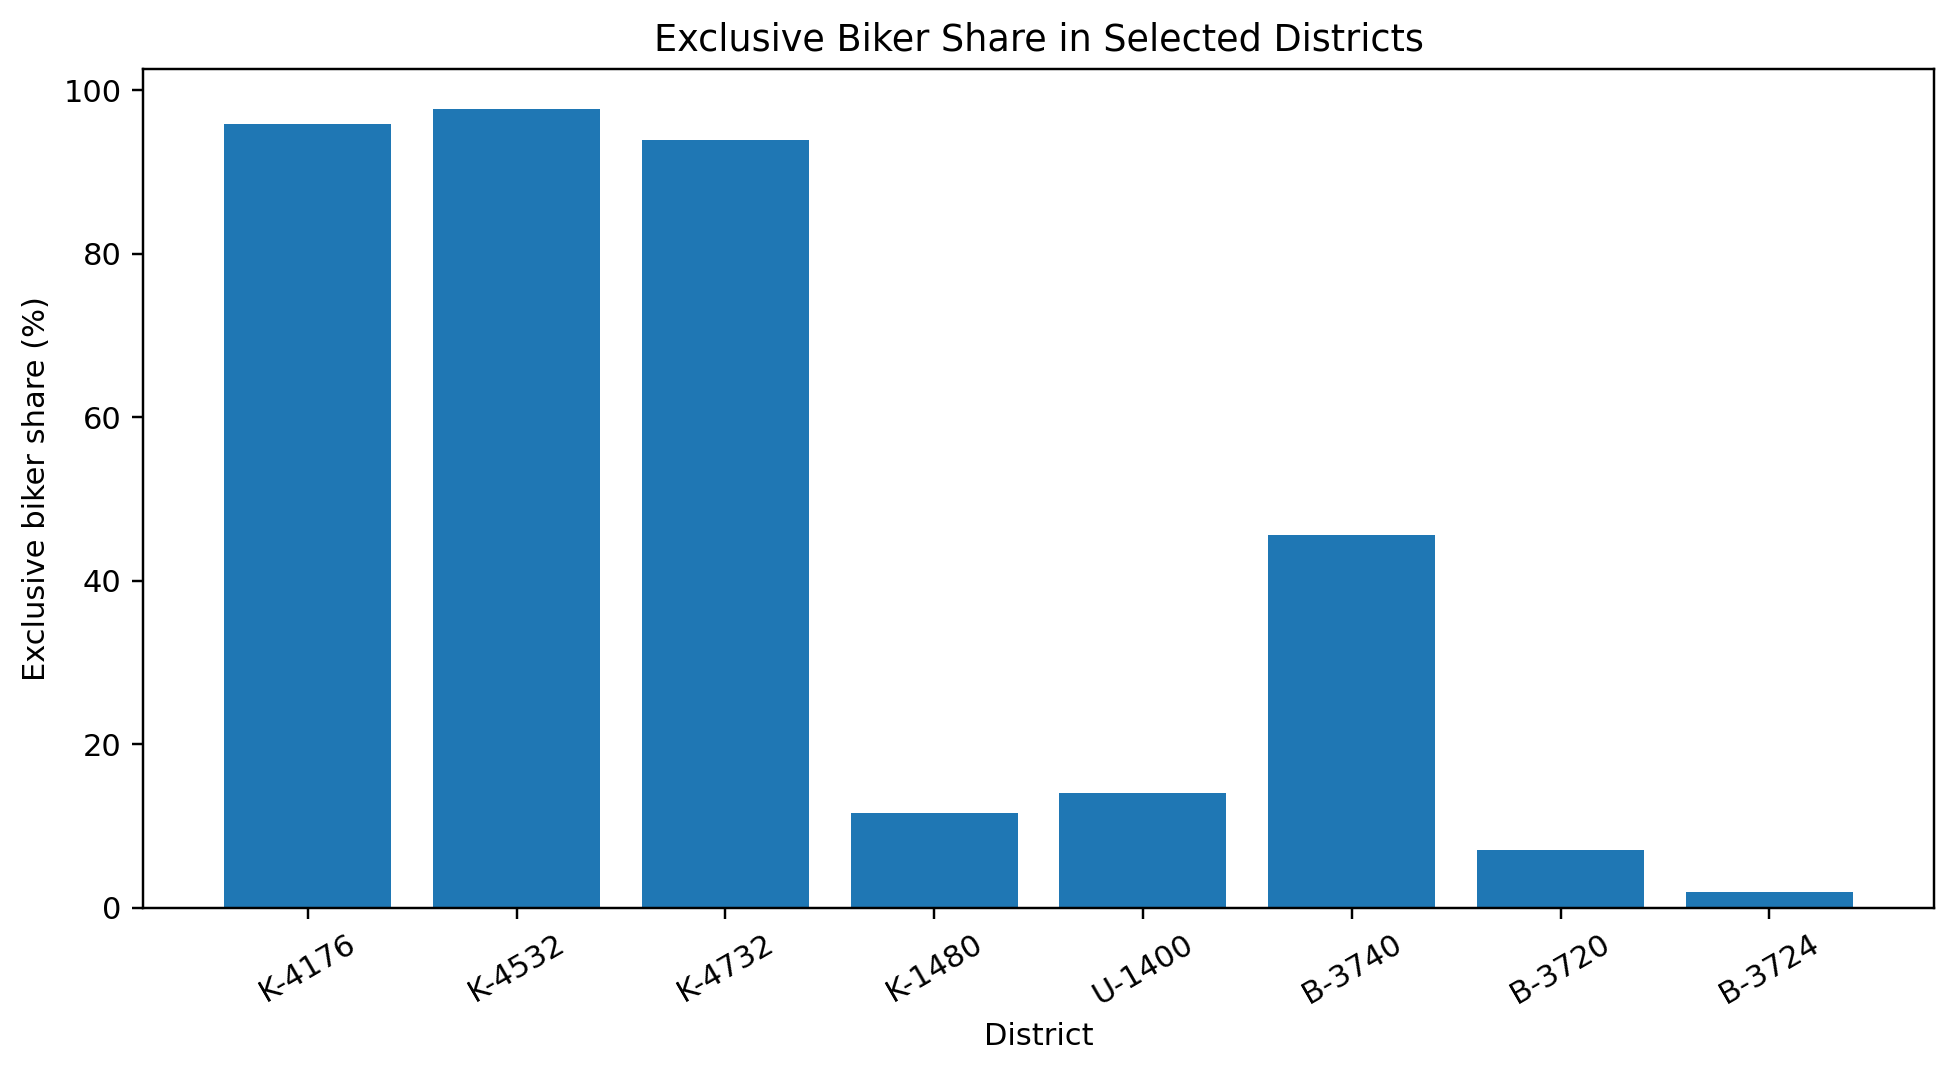 Exclusive Biker Share in Selected Districts
Exclusive biker share (%)
100
80
60
40
20
0
K-4176
K-4532
K-4732
K-1480
U-1400
B-3740
B-3720
B-3724
District